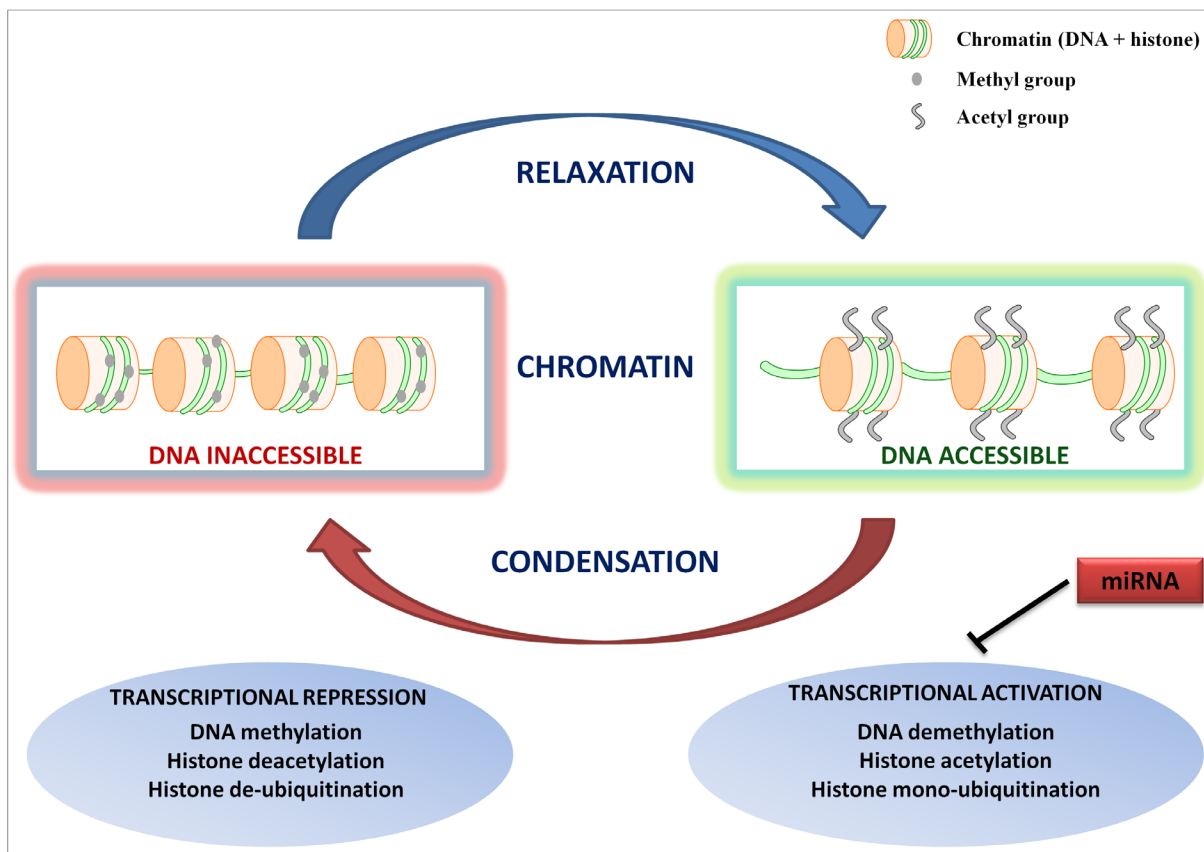 Chromatin (DNA + histone)
Methyl group
Acetyl group
RELAXATION
CHROMATIN
DNA INACCESSIBLE
DNA ACCESSIBLE
CONDENSATION
miRNA
TRANSCRIPTIONAL REPRESSION
DNA methylation
Histone deacetylation
Histone de-ubiquitination
TRANSCRIPTIONAL ACTIVATION
DNA demethylation
Histone acetylation
Histone mono-ubiquitination